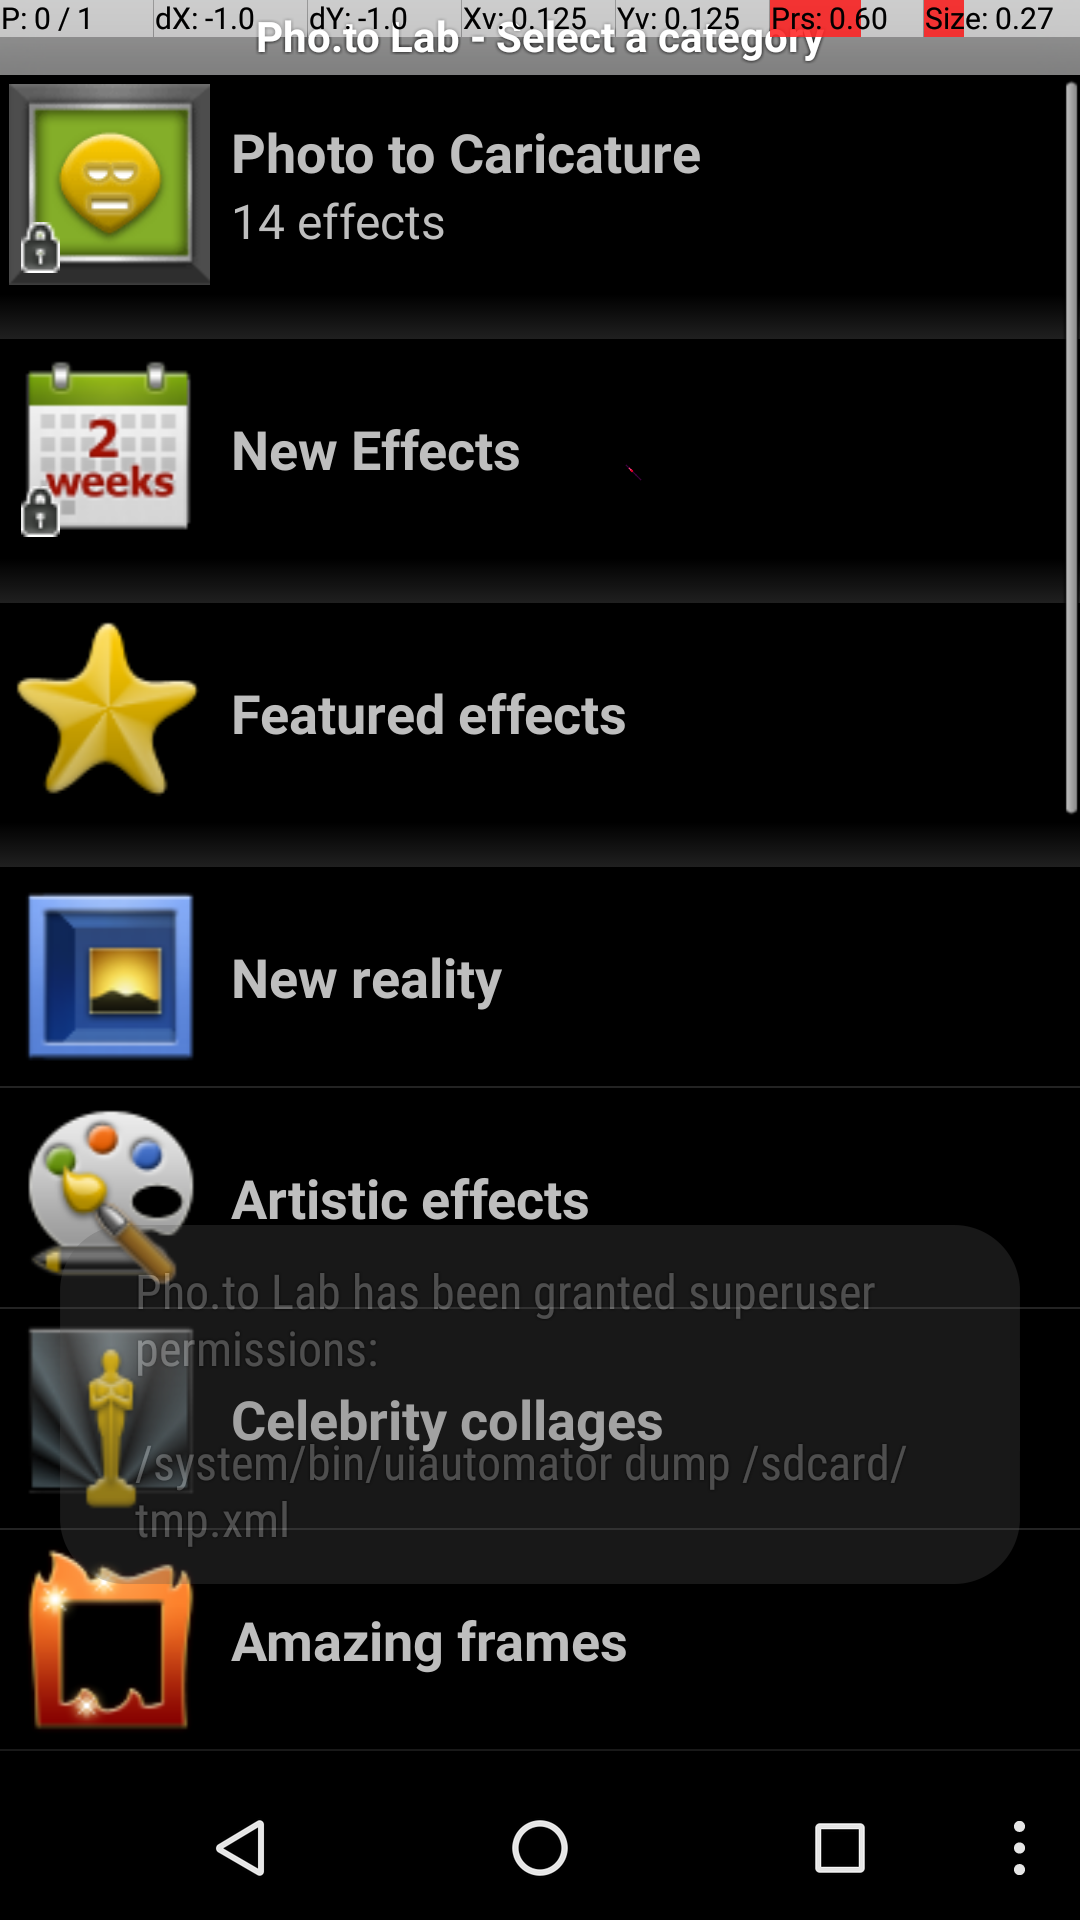 P: 0 / 1 dX: -1.0 dY: -1.0 Xv: 0.125 Yv: 0.125 Prs: 0.60 Size: 0.27
Pho.to Lab - Select a category
Photo to Caricature
14 effects
2
weeks
New Effects
Featured effects
New reality
Artistic effects
Pho.to Lab has been granted superuser
permissions:
Celebrity collages
/system/bin/uiautomator dump /sdcard/
tmp.xml
Amazing frames